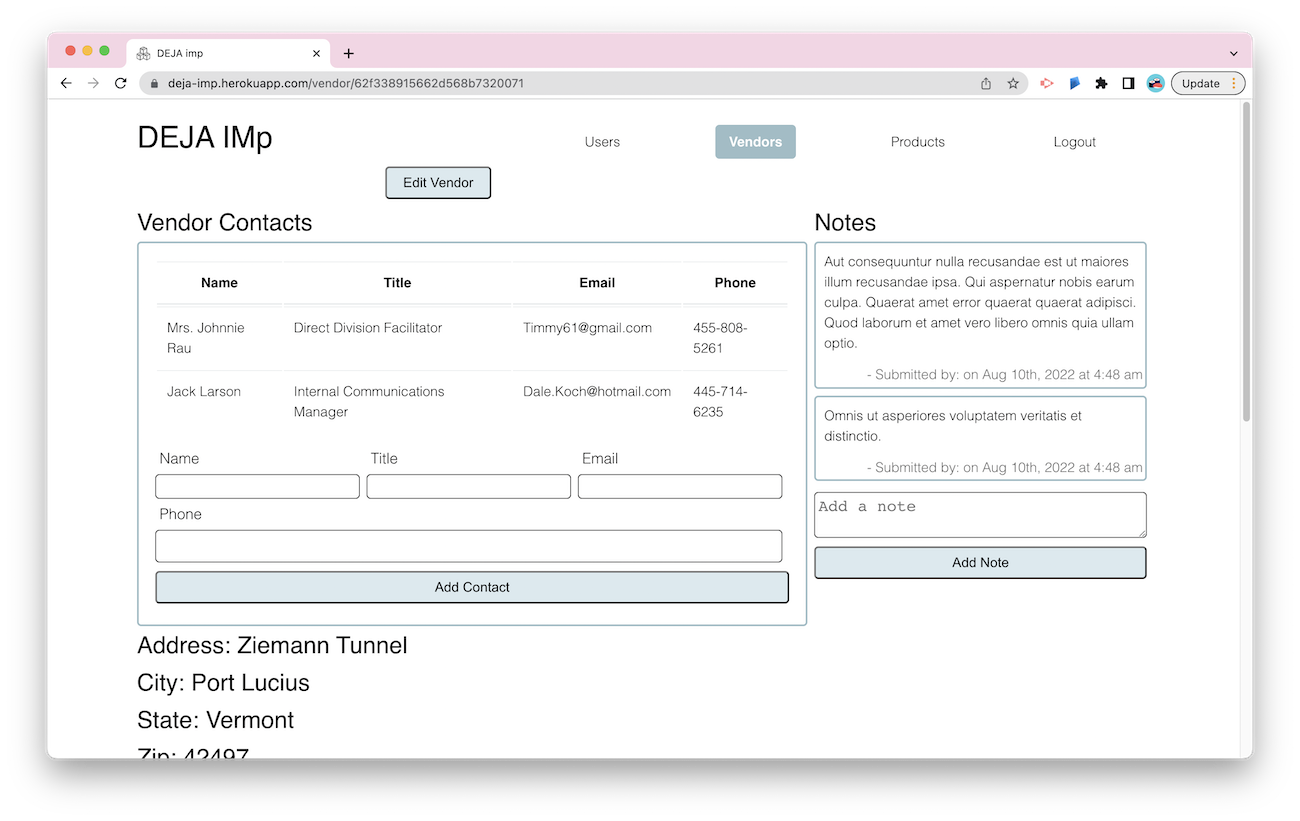 DEJA imp
deja-imp.herokuapp.com/vendor/62f338915662d568b7320071
Update
DEJA IMp
Users
Vendors
Products
Logout
Edit Vendor
Vendor Contacts
Name Title Email Phone
Mrs. Johnnie Direct Division Facilitator Timmy61@gmail.com 455-808-
Rau 5261
Jack Larson Internal Communications Dale.Koch@hotmail.com 445-714-
Manager 6235
Name Title Email
Phone
Add Contact
Notes
Aut consequuntur nulla recusandae est ut maiores
illum recusandae ipsa. Qui aspernatur nobis earum
culpa. Quaerat amet error quaerat quaerat adipisci.
Quod laborum et amet vero libero omnis quia ullam
optio.
- Submitted by: on Aug 10th, 2022 at 4:48 am
Omnis ut asperiores voluptatem veritatis et
distinctio.
- Submitted by: on Aug 10th, 2022 at 4:48 am
Add a note
Add Note
Address: Ziemann Tunnel
City: Port Lucius
State: Vermont
Zip: 42497